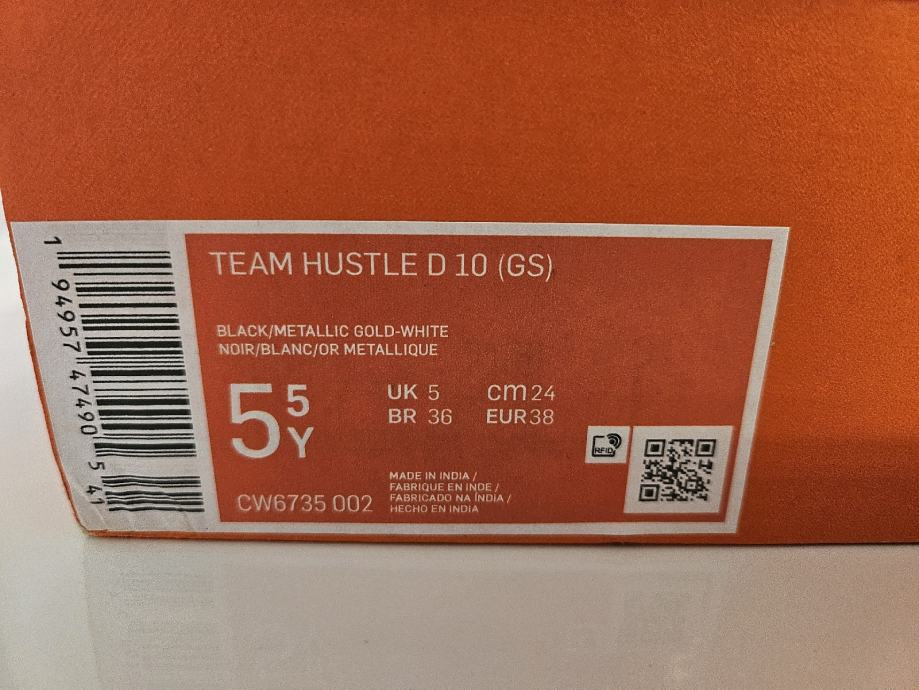 TEAM HUSTLE D 10 (GS)
BLACK/METALLIC GOLD-WHITE
NOIR/BLANC/OR METALLIQUE
5 5 Y
UK 5 cm 24
BR 36 EUR 38
RFID
MADE IN INDIA /
FABRIQUE EN INDE /
FABRICADO NA ÍNDIA /
HECHO EN INDIA
CW6735 002
1 94957 47490 5 41